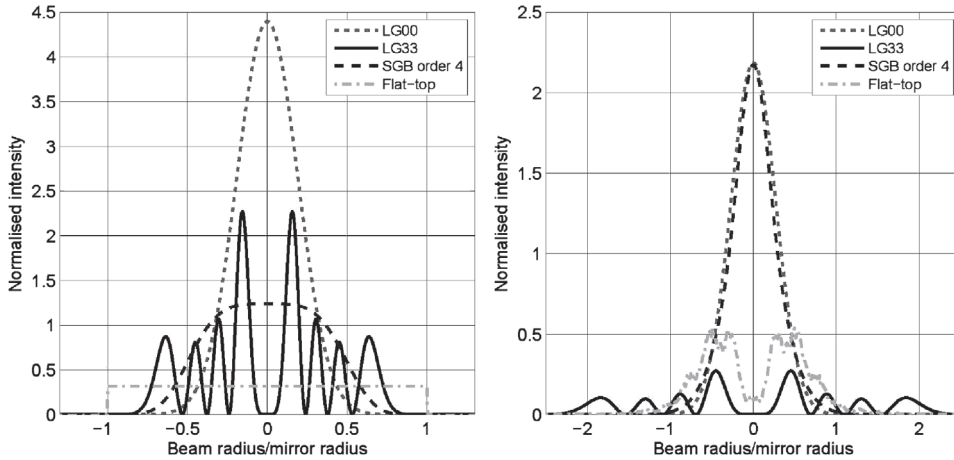 4.5
4
3.5
3
2.5
2
1.5
1
0.5
0
Normalised intensity
LG00
LG33
SGB order 4
Flat−top
−1
−0.5
0
0.5
1
Beam radius/mirror radius
2.5
2
1.5
1
0.5
0
Normalised intensity
LG00
LG33
SGB order 4
Flat−top
−2
−1
0
1
2
Beam radius/mirror radius